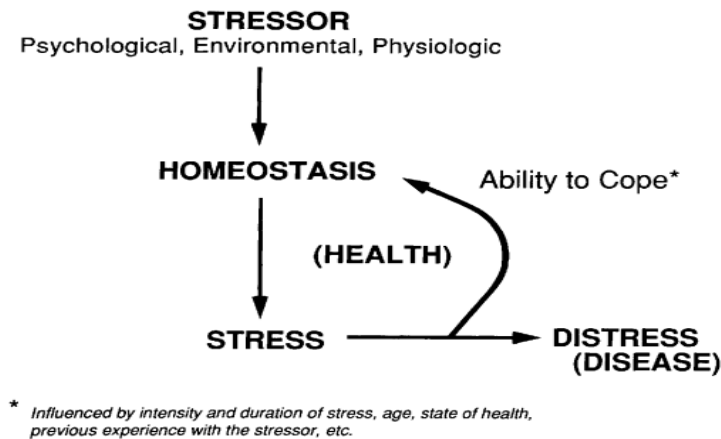 STRESSOR
Psychological, Environmental, Physiologic
HOMEOSTASIS
Ability to Cope*
(HEALTH)
STRESS
DISTRESS
(DISEASE)
* Influenced by intensity and duration of stress, age, state of health,
previous experience with the stressor, etc.